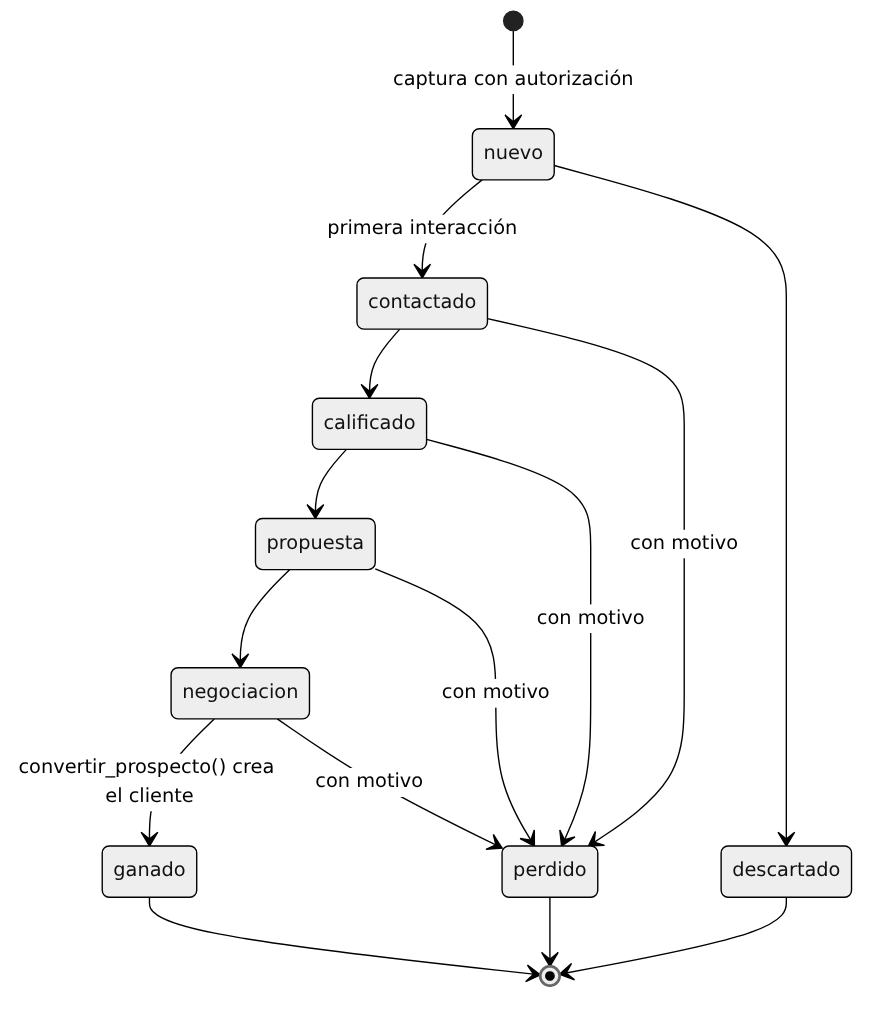 captura con autorización
nuevo
primera interacción
contactado
calificado
con motivo
propuesta
con motivo
negociacion
con motivo
convertir_prospecto() crea
el cliente
con motivo
ganado
perdido
descartado